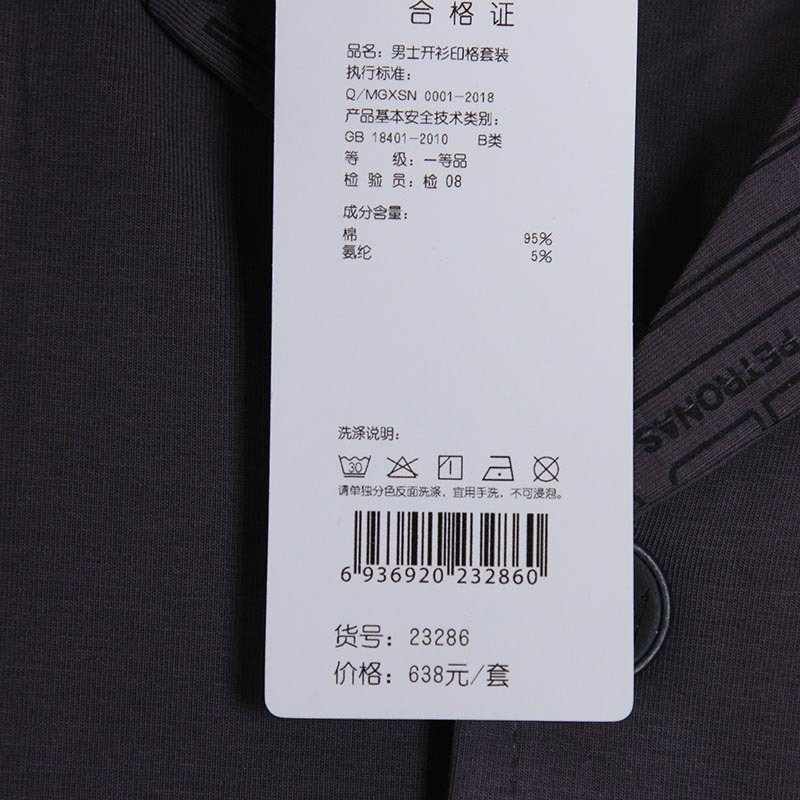 合格证
品名：男士开衫印格套装
执行标准：
Q/MGXSN 0001-2018
产品基本安全技术类别：
GB 18401-2010 B类
等 级：一等品
检 验 员：检 08
成分含量：
棉 95%
氨纶 5%
洗涤说明：
30
请单独分色反面洗涤，宜用手洗，不可浸泡。
6 936920 232860
货号：23286
价格：638元/套
PETRONAS